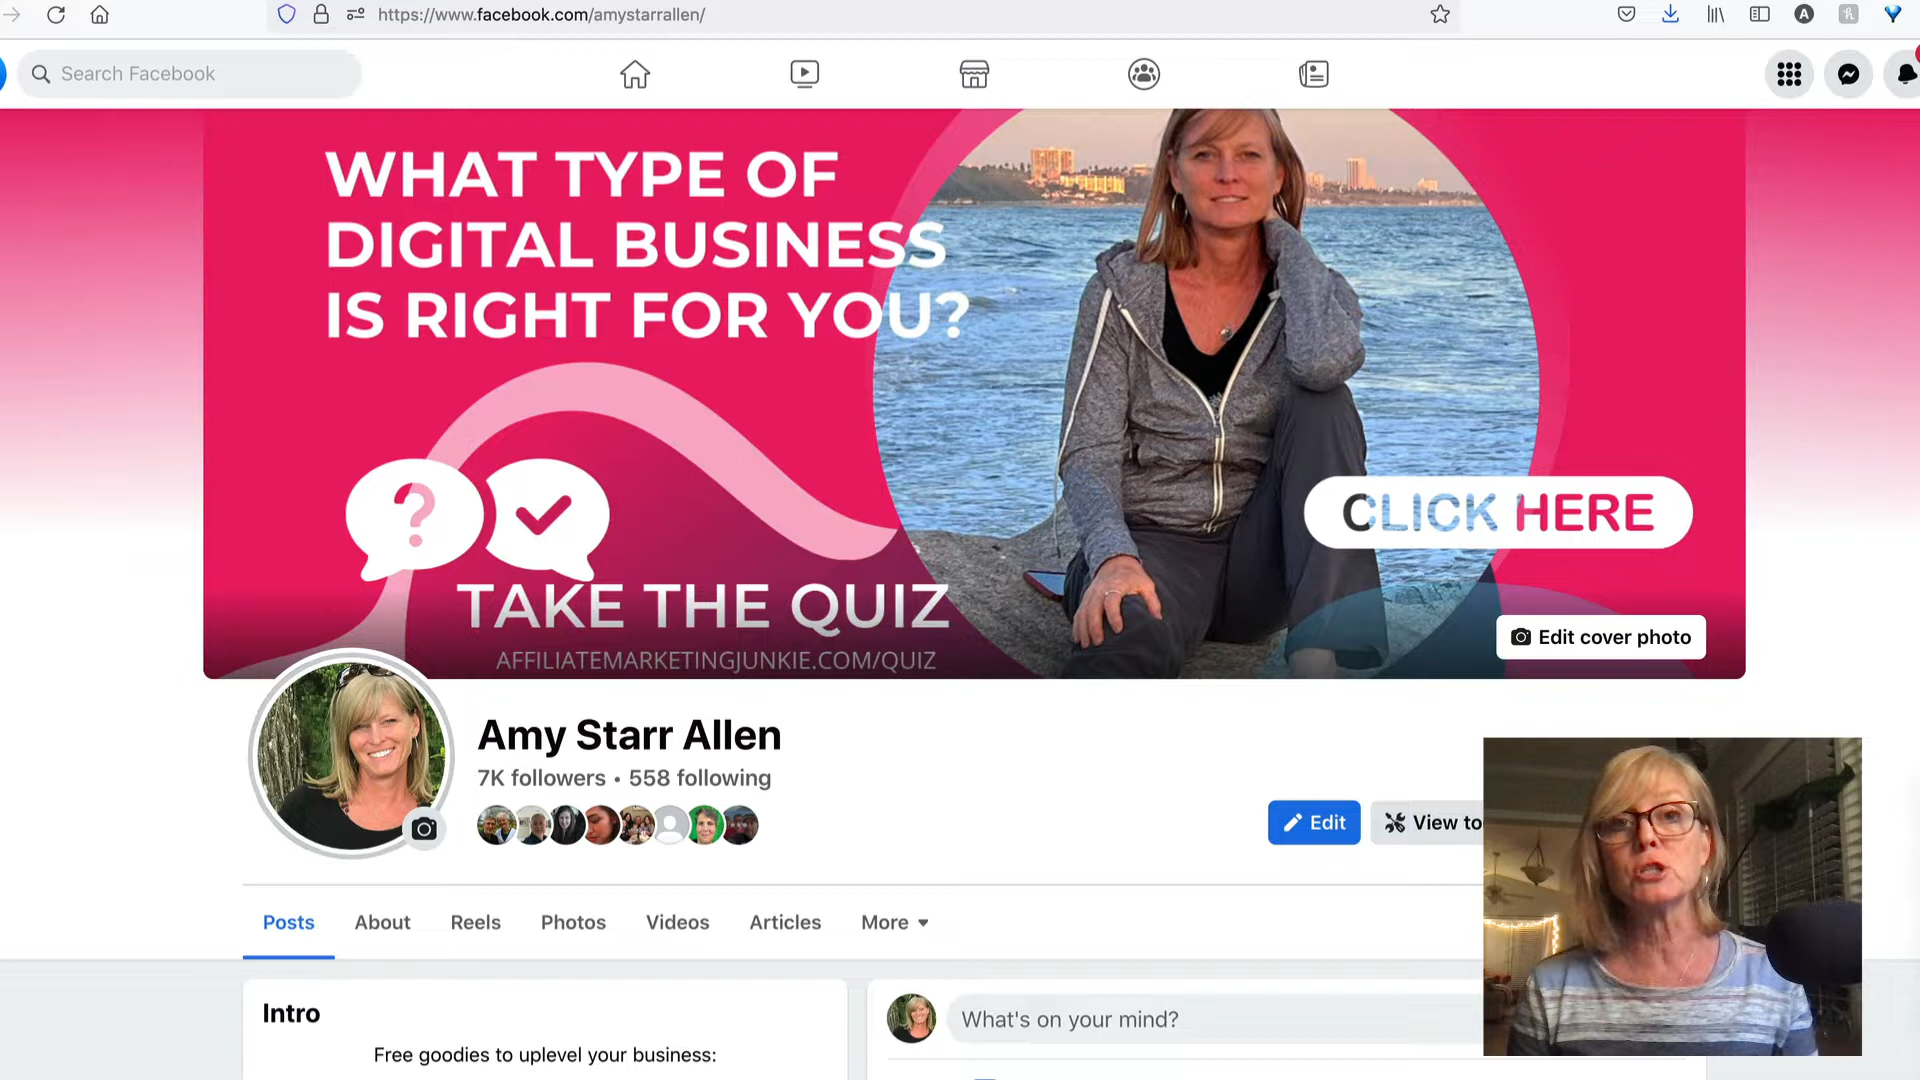 https://www.facebook.com/amystarrallen/
Search Facebook
WHAT TYPE OF
DIGITAL BUSINESS
IS RIGHT FOR YOU?
CLICK HERE
TAKE THE QUIZ
AFFILIATEMARKETINGJUNKIE.COM/QUIZ
Edit cover photo
Amy Starr Allen
7K followers • 558 following
Edit
View to
Posts
About
Reels
Photos
Videos
Articles
More
Intro
What's on your mind?
Free goodies to uplevel your business: